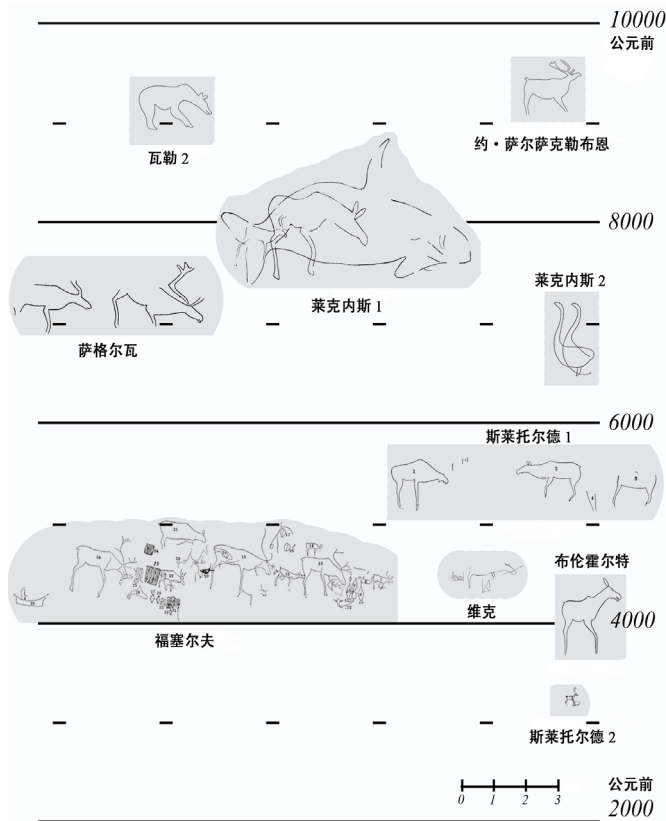 10000
公元前
瓦勒 2
约·萨尔萨克勒布恩
8000
莱克内斯 1
莱克内斯 2
萨格尔瓦
6000
斯莱托尔德 1
布伦霍尔特
维克
4000
福塞尔夫
斯莱托尔德 2
0 1 2 3
公元前
2000